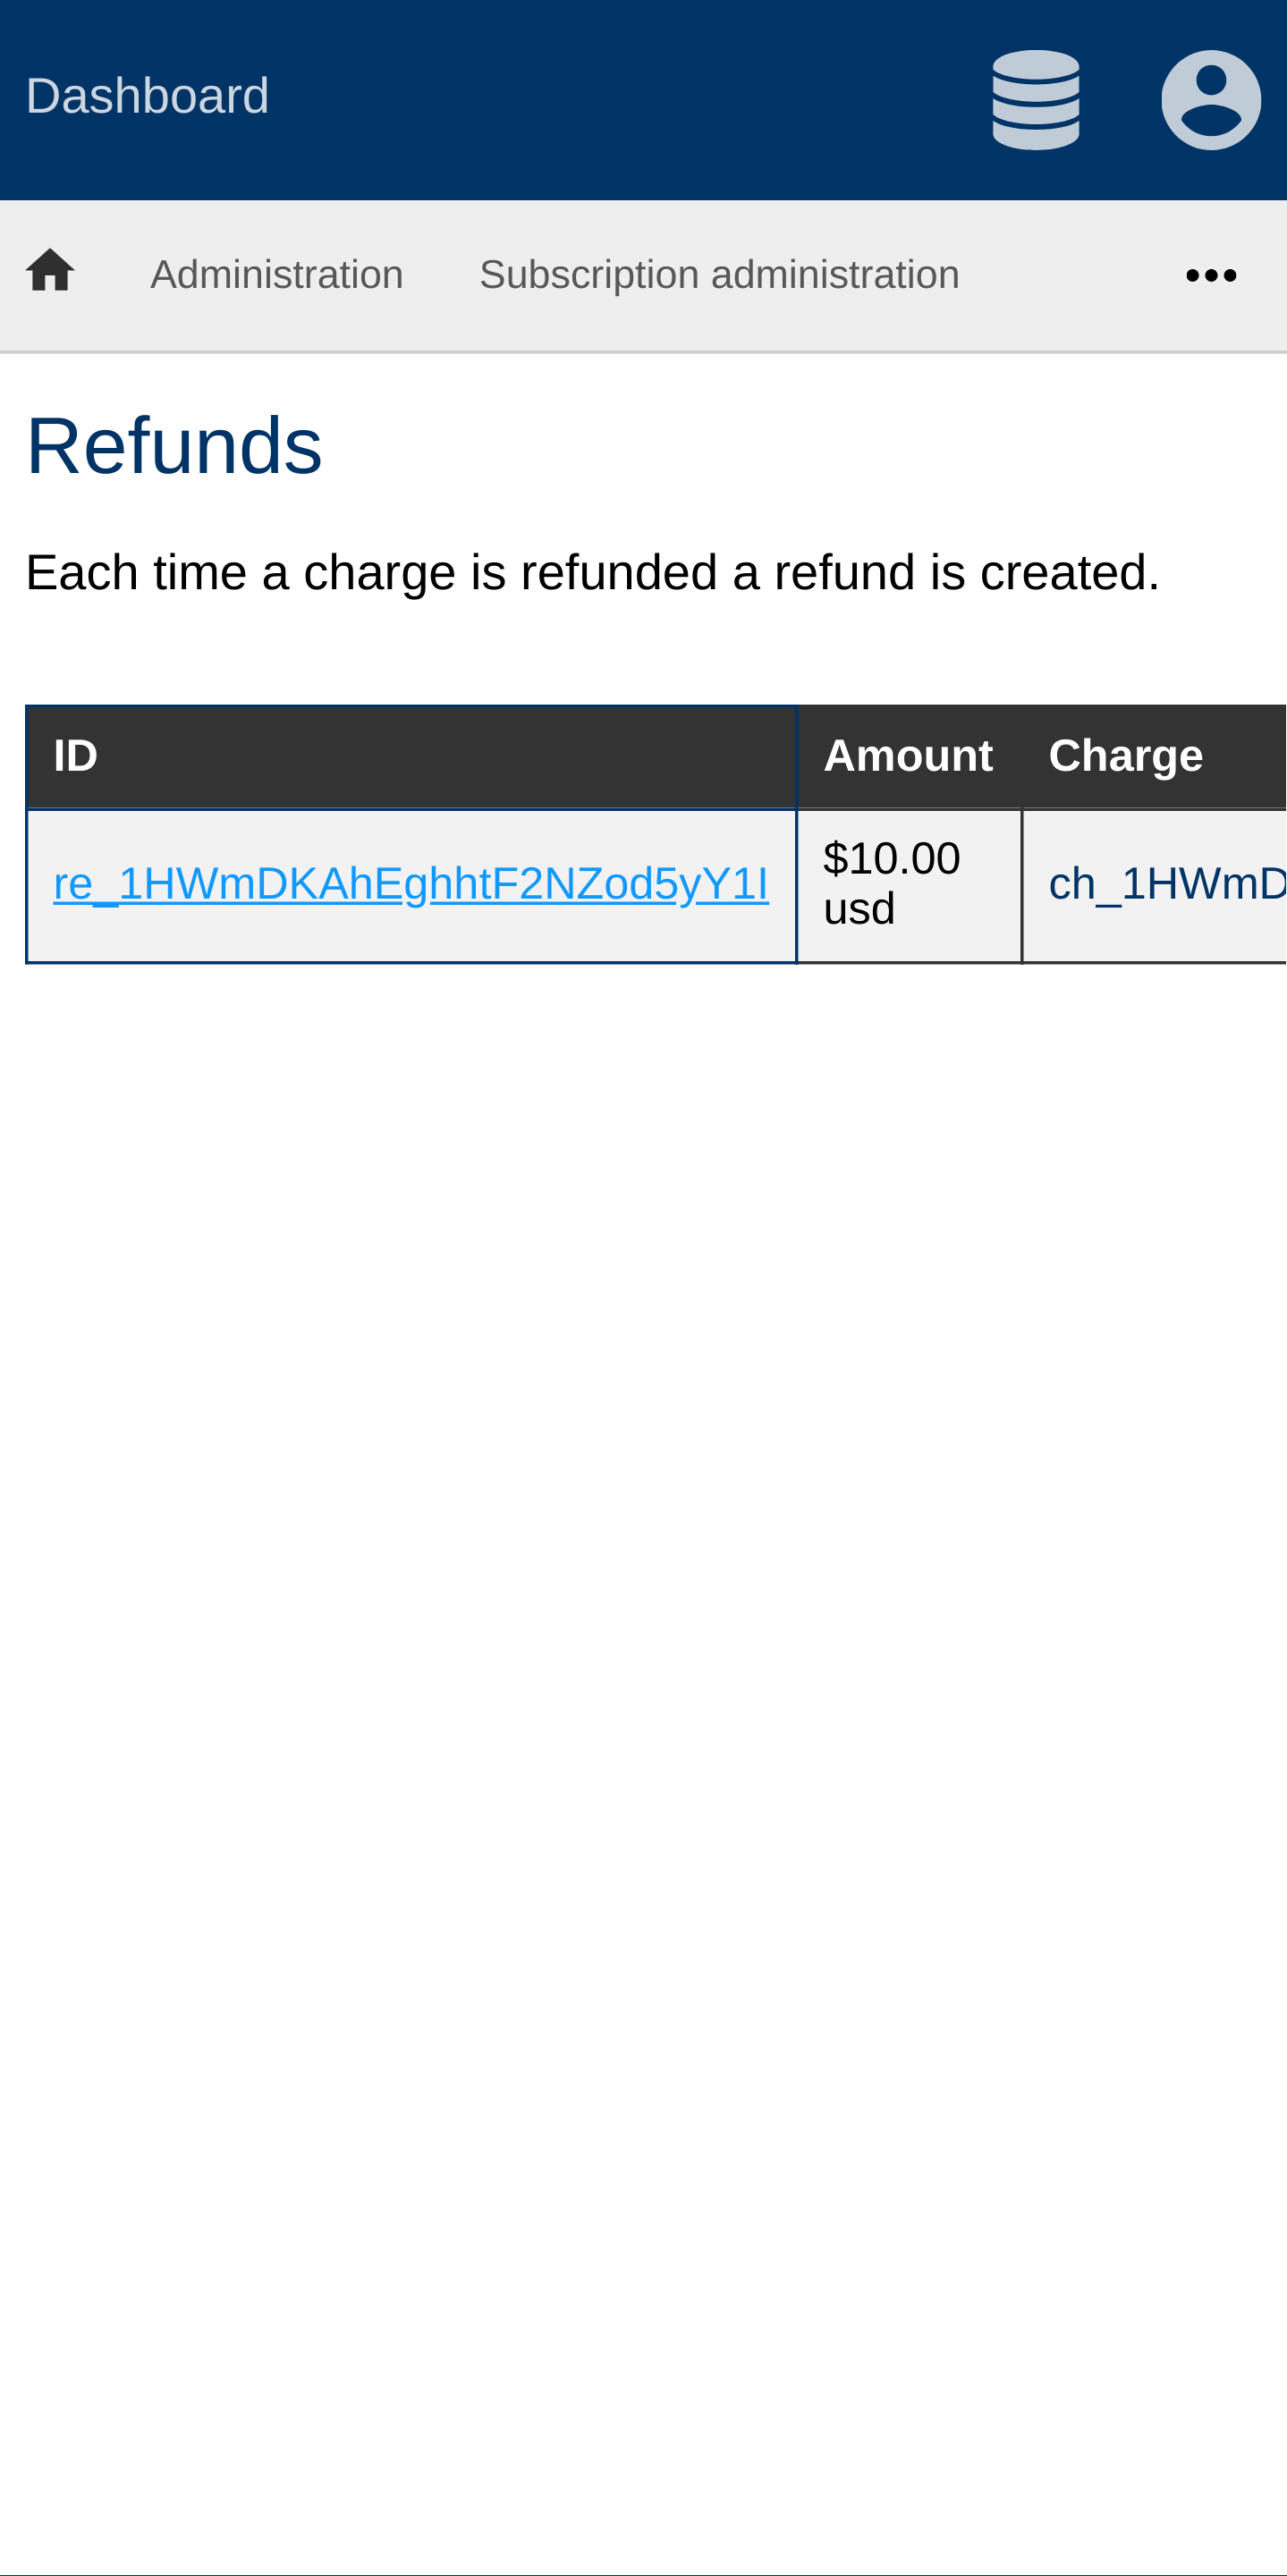 Dashboard
Administration Subscription administration •••
Refunds
Each time a charge is refunded a refund is created.
ID Amount Charge
re_1HWmDKAhEghhtF2NZod5yY1I $10.00 usd ch_1HWmD